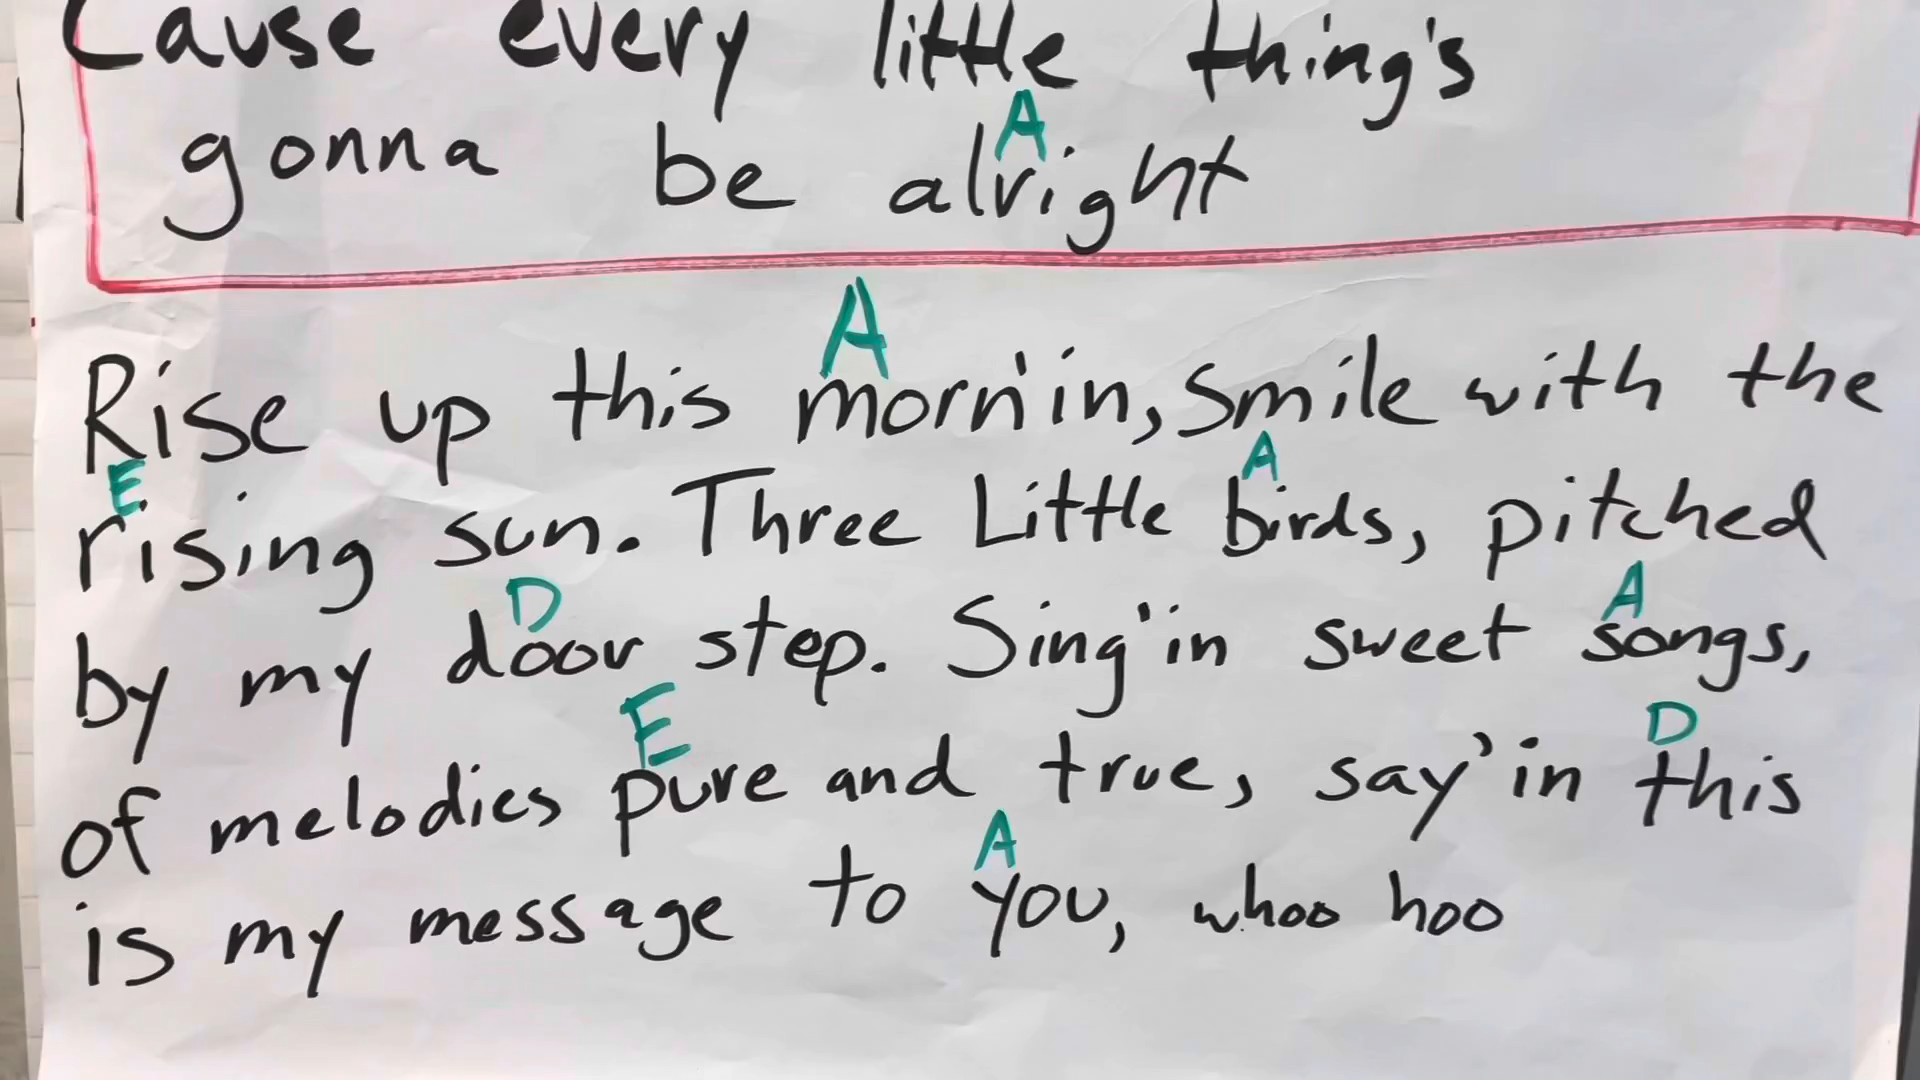 Cause every little thing's
A
gonna be alright
A
Rise up this morn'in, Smile with the
E A
rising sun. Three Little birds, pitched
D A
by my door step. Sing'in sweet songs,
E D
of melodies pure and true, say'in this
A
is my message to you, whoo hoo